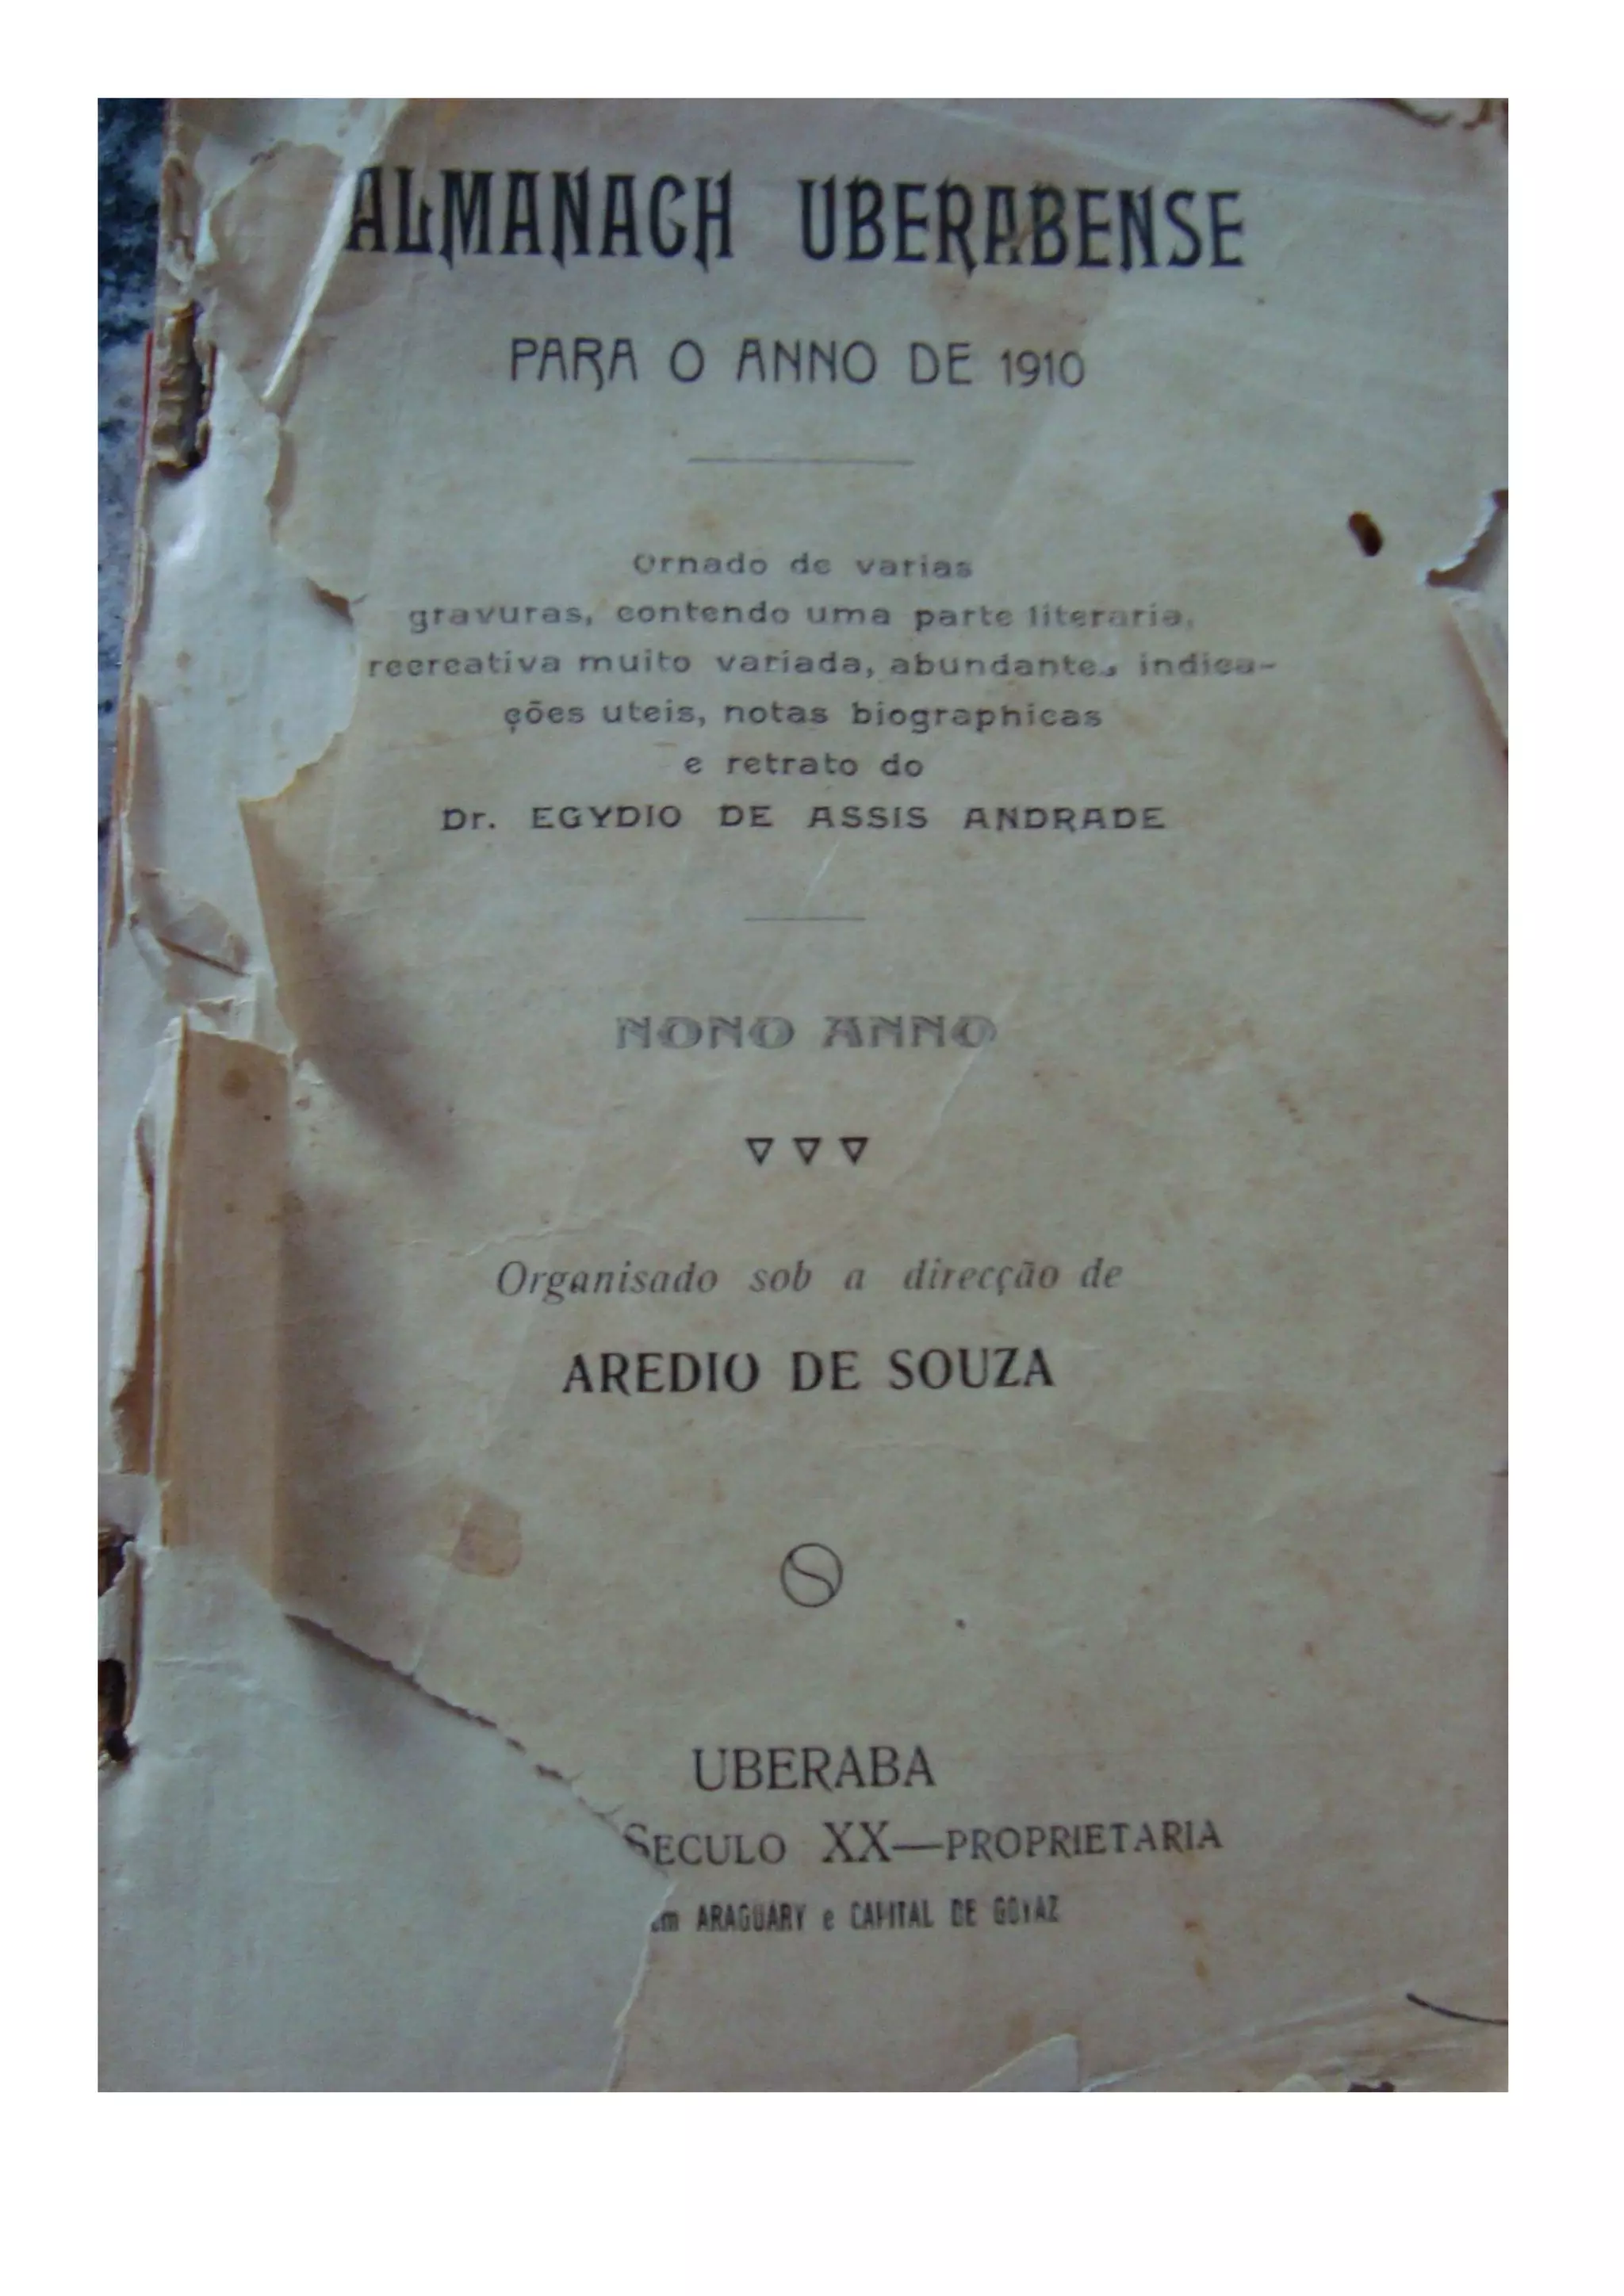 ALMANACH UBERABENSE
PARA O ANNO DE 1910
Ornado de varias
gravuras, contendo uma parte literaria,
recreativa muito variada, abundantes indica-
ções uteis, notas biographicas
e retrato do
Dr. EGYDIO DE ASSIS ANDRADE
NONO ANNO
Organisado sob a direcção de
AREDIO DE SOUZA
UBERABA
SECULO XX—PROPRIETARIA
em ARAGUARY e CAPITAL DE GOYAZ